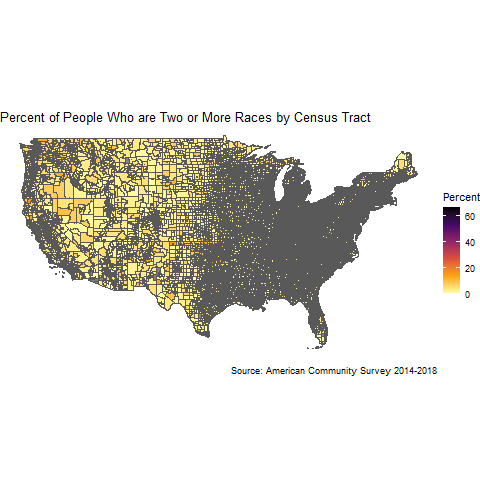 Percent of People Who are Two or More Races by Census Tract
Percent
60
40
20
0
Source: American Community Survey 2014-2018